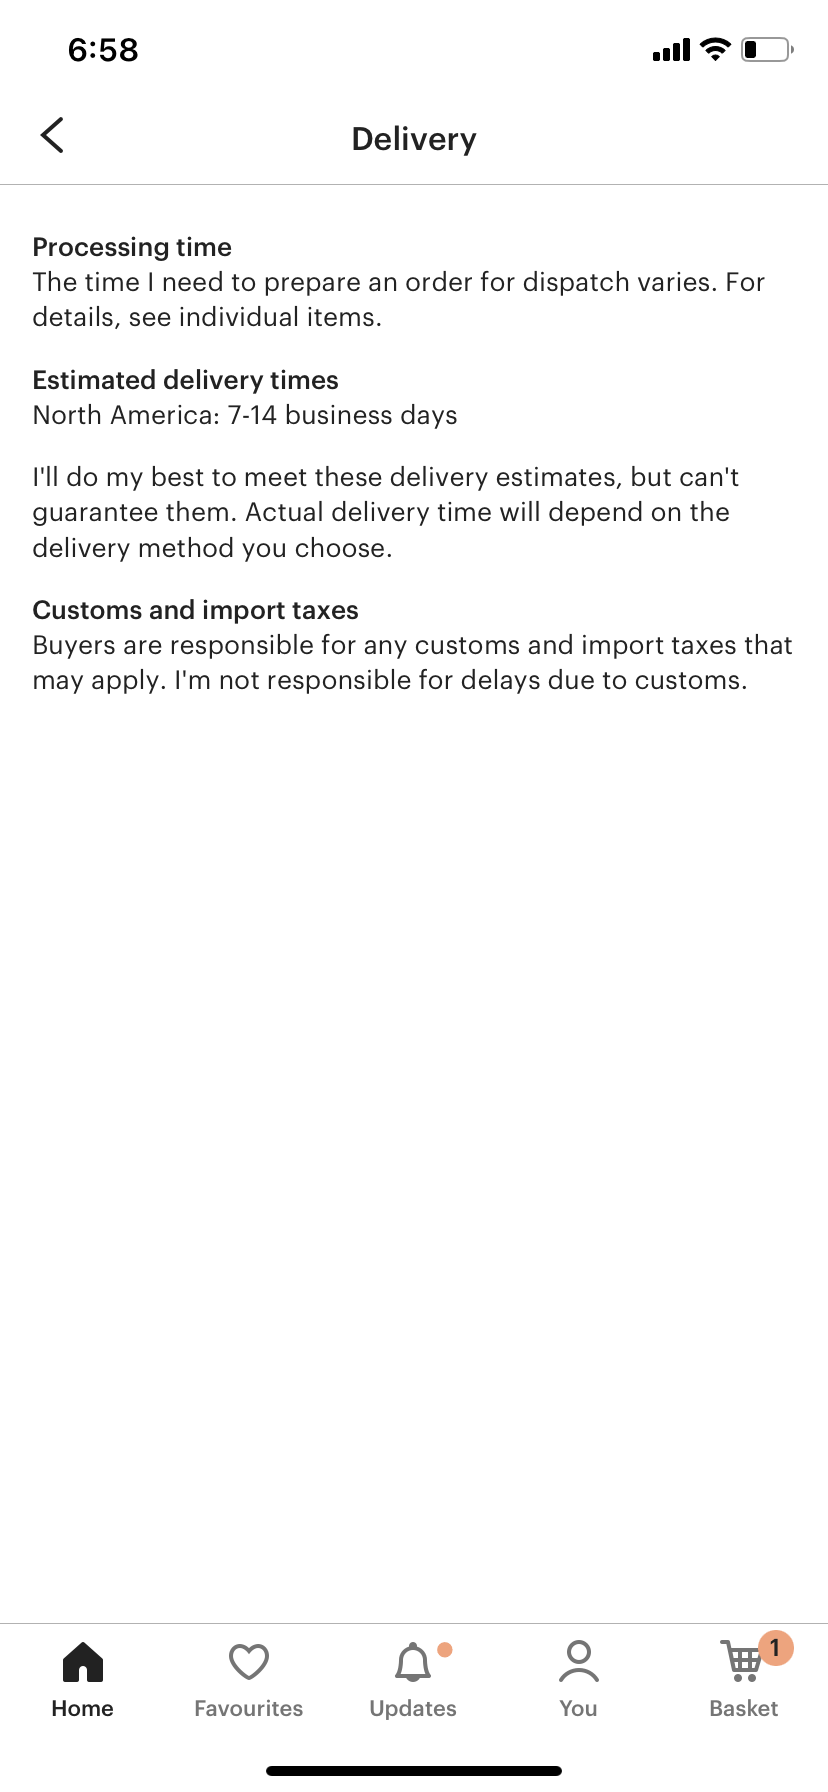 6:58
Delivery
Processing time
The time I need to prepare an order for dispatch varies. For
details, see individual items.
Estimated delivery times
North America: 7-14 business days
I'll do my best to meet these delivery estimates, but can't
guarantee them. Actual delivery time will depend on the
delivery method you choose.
Customs and import taxes
Buyers are responsible for any customs and import taxes that
may apply. I'm not responsible for delays due to customs.
1
Home Favourites Updates You Basket